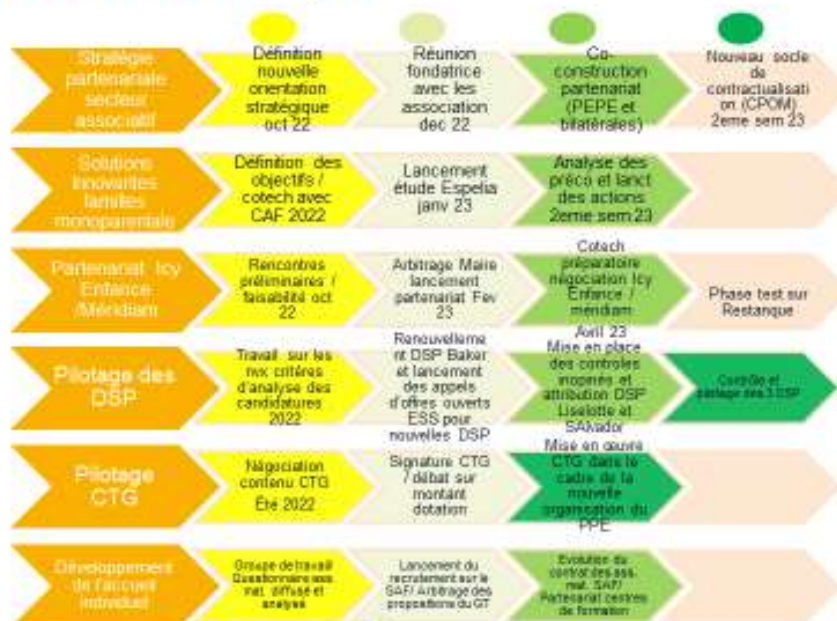 Stratégie
partenariale
secteur
associatif
Définition
nouvelle
orientation
stratégique
oct 22
Réunion
fondatrice
avec les
association
dec 22
Co-
construction
partenariat
(PEPE et
bilatérales)
Nouveau socle
de
contractualisati
on (CPOM)
2eme sem 23
Solutions
Innovantes
familles
monoparentale
Définition des
objectifs /
cotech avec
CAF 2022
Lancement
étude Espelia
janv 23
Analyse des
préco et lanct
des actions
2eme sem 23
Partenariat Icy
Enfance
/Méridiam
Rencontres
préliminaires /
faisabilité oct
22
Arbitrage Maire
lancement
partenariat Fev
23
Cotech
préparatoire
négociation Icy
Enfance /
méridiam
Avril 23
Phase test sur
Restanque
Pilotage des
DSP
Travail sur les
nvx critères
d'analyse des
candidatures
2022
Renouvelleme
nt DSP Baker
et lancement
des appels
d'offres ouverts
ESS pour
nouvelles DSP
Mise en place
des controles
inopinés et
attribution DSP
Liselotte et
SAlvador
Contrôle et
pilotage des 3 DSP
Pilotage
CTG
Négociation
contenu CTG
Été 2022
Signature CTG
/ débat sur
montant
dotation
Mise en œuvre
CTG dans le
cadre de la
nouvelle
organisation du
PPE
Développement
de l'accueil
individuel
Groupe de travail
Questionnaire ass.
mat. diffusé et
analysé
Lancement du
recrutement sur le
SAF/ Arbitrage des
propositions du GT
Evolution du
contrat des ass.
mat. SAF/
Partenariat centres
de formation